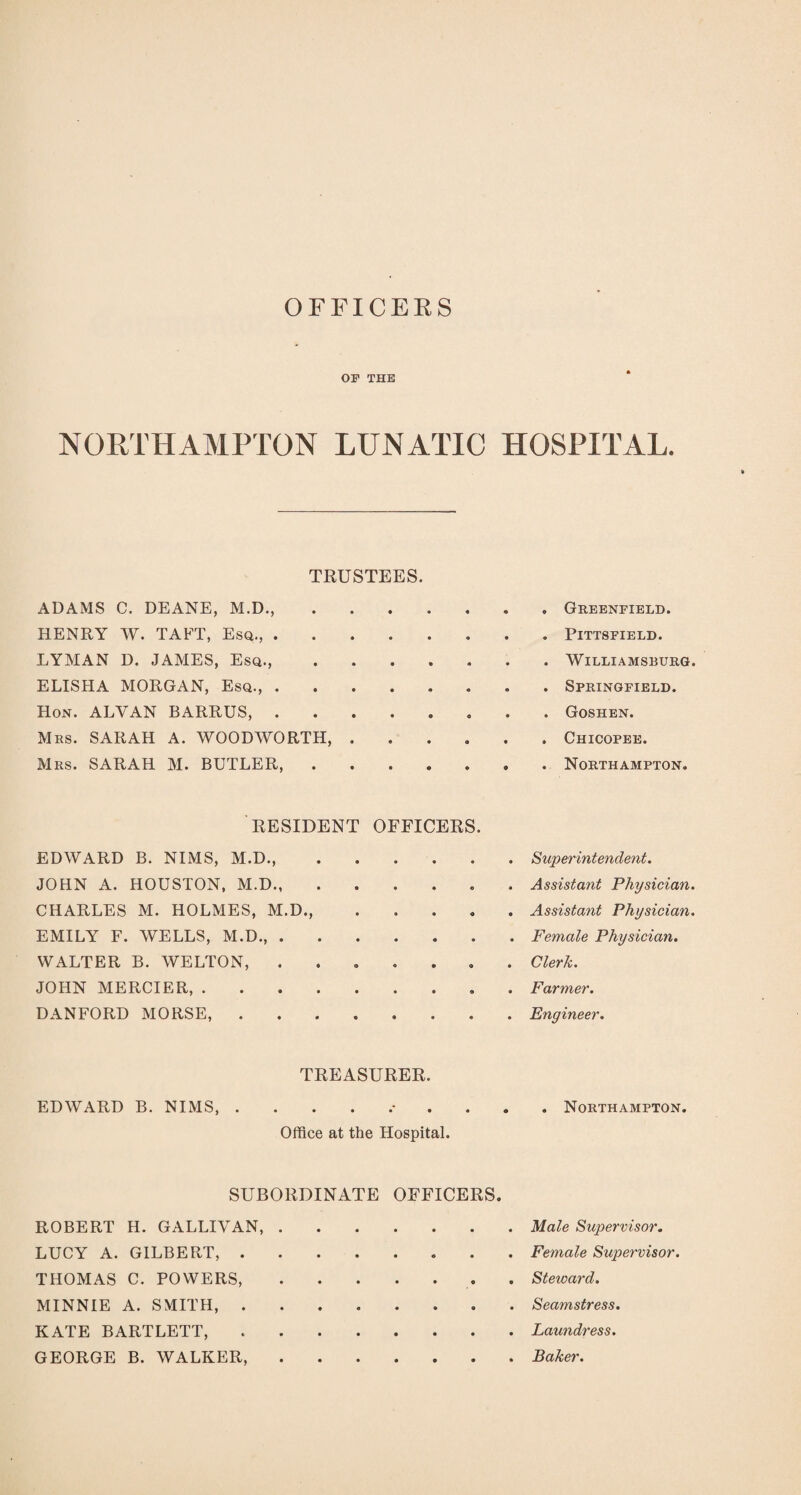 OFFICERS
OF THE
NORTHAMPTON LUNATIC HOSPITAL.
TRUSTEES.
ADAMS C. DEANE, M.D., . . . . . . . Greenfield.
HENRY W. TAFT, Esq., . . . . . . . . Pittsfield.
LYMAN D. JAMES, Esq., . . . . . . . Williamsburg.
ELISHA MORGAN, Esq., . . . . . . . . Springfield.
Hon. ALVAN BARRUS, . . . . . . . . Goshen.
Mrs. SARAH A. WOODWORTH, . . . . . . Chicopee.
Mrs. SARAH M. BUTLER, . . . . . . . Northampton.
RESIDENT OFFICERS.
EDWARD B. NIMS, M.D., . . . . . . Superintendent.
JOHN A. HOUSTON, M.D., . . . . . . Assistant Physician.
CHARLES M. HOLMES, M.D., . . . . . Assistant Physician.
EMILY F. WELLS, M.D., . . . . . . . Female Physician.
WALTER B. WELTON, . . . . . . . Clerk.
JOHN MERCIER, . . . . . . . . . Farmer.
DANFORD MORSE, . . . . . . . . Engineer.
TREASURER.
EDWARD B. NIMS, . . . . . . . . . . Northampton.
Office at the Hospital.
SUBORDINATE OFFICERS.
ROBERT H. GALLIVAN, . . . . . . . Male Supervisor.
LUCY A. GILBERT, . . . . . . . . Female Supervisor.
THOMAS C. POWERS, . . . . . . . Steward.
MINNIE A. SMITH, . . . . . . . . Seamstress.
KATE BARTLETT, . . . . . . . . Laundress.
GEORGE B. WALKER, . . . . . . . Baker.